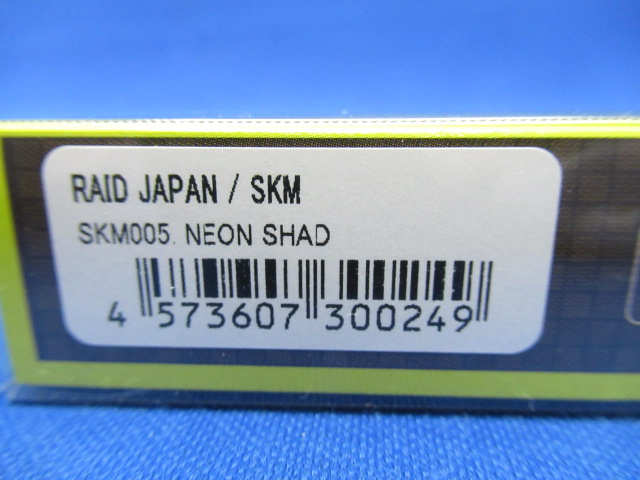 RAID JAPAN / SKM
SKM005. NEON SHAD
4 573607 300249